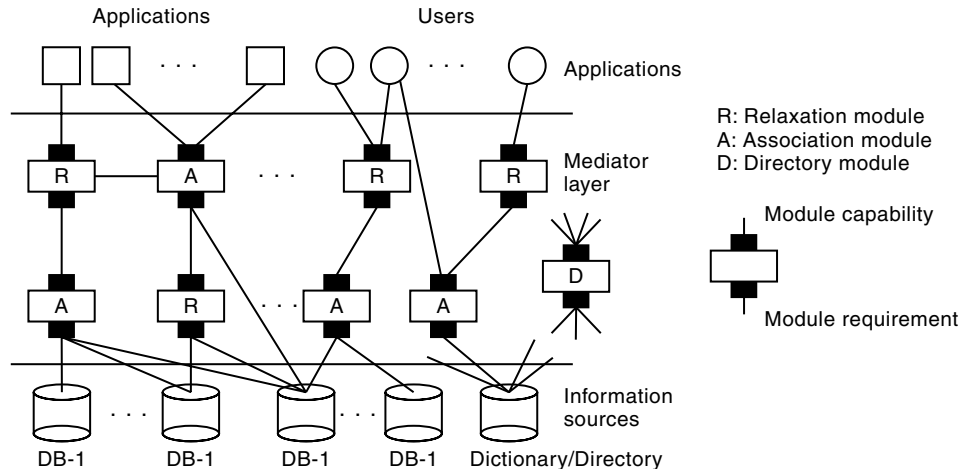 Applications Users
. . . . . . Applications
R: Relaxation module
A: Association module
D: Directory module
R A . . . R R Mediator
layer
Module capability
D
A R . . . A A
Module requirement
. . . . . . Information
sources
DB-1 DB-1 DB-1 DB-1 Dictionary/Directory